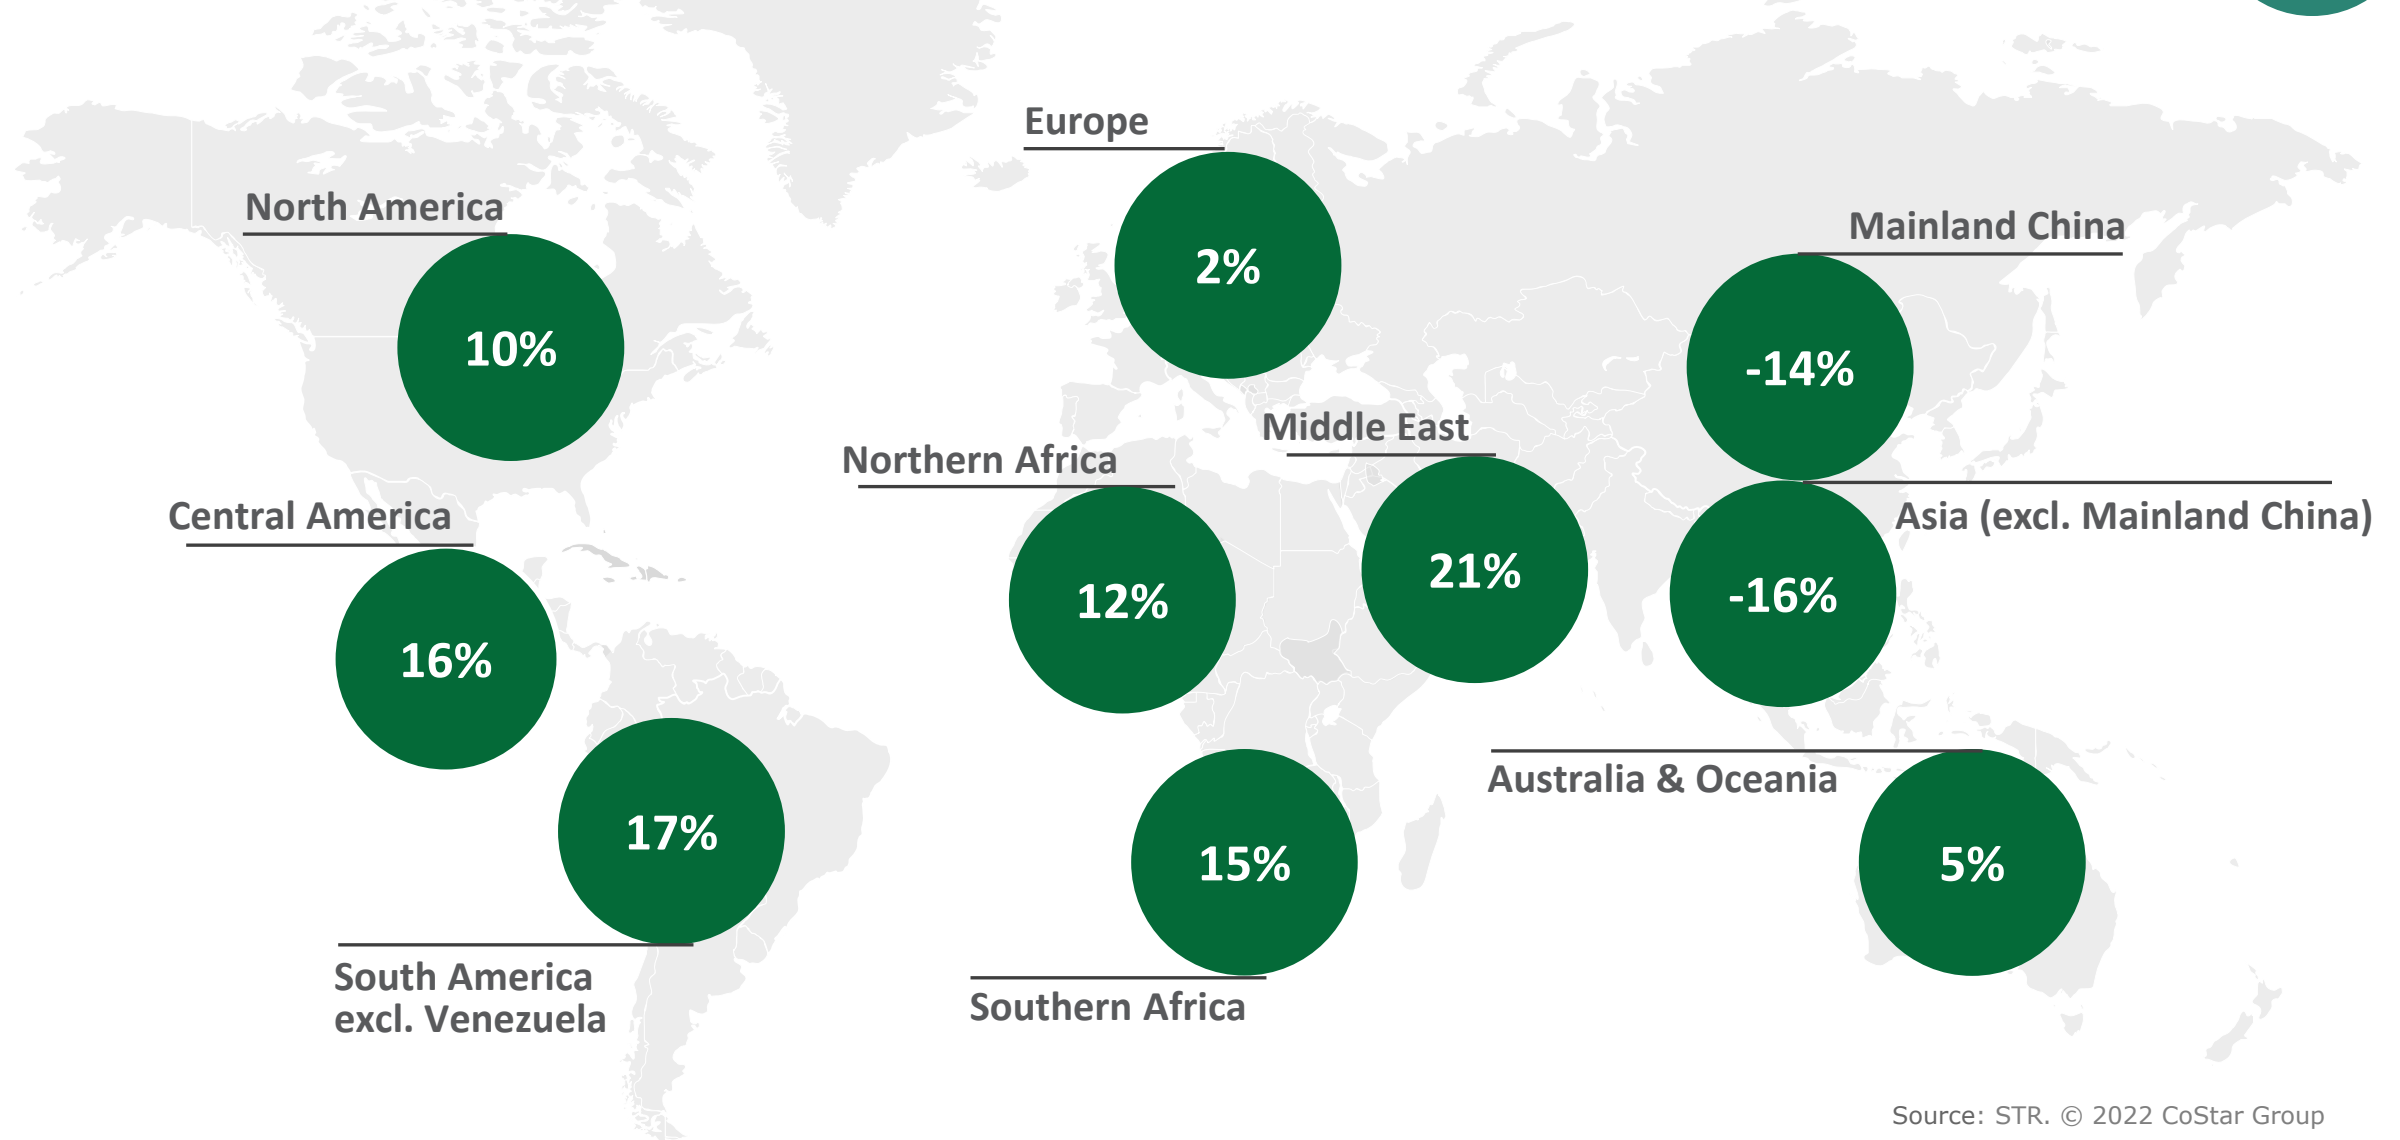 Europe
2%
North America
10%
Mainland China
-14%
Middle East
21%
Northern Africa
12%
Central America
16%
Asia (excl. Mainland China)
-16%
Australia & Oceania
5%
17%
South America
excl. Venezuela
15%
Southern Africa
Source: STR. © 2022 CoStar Group